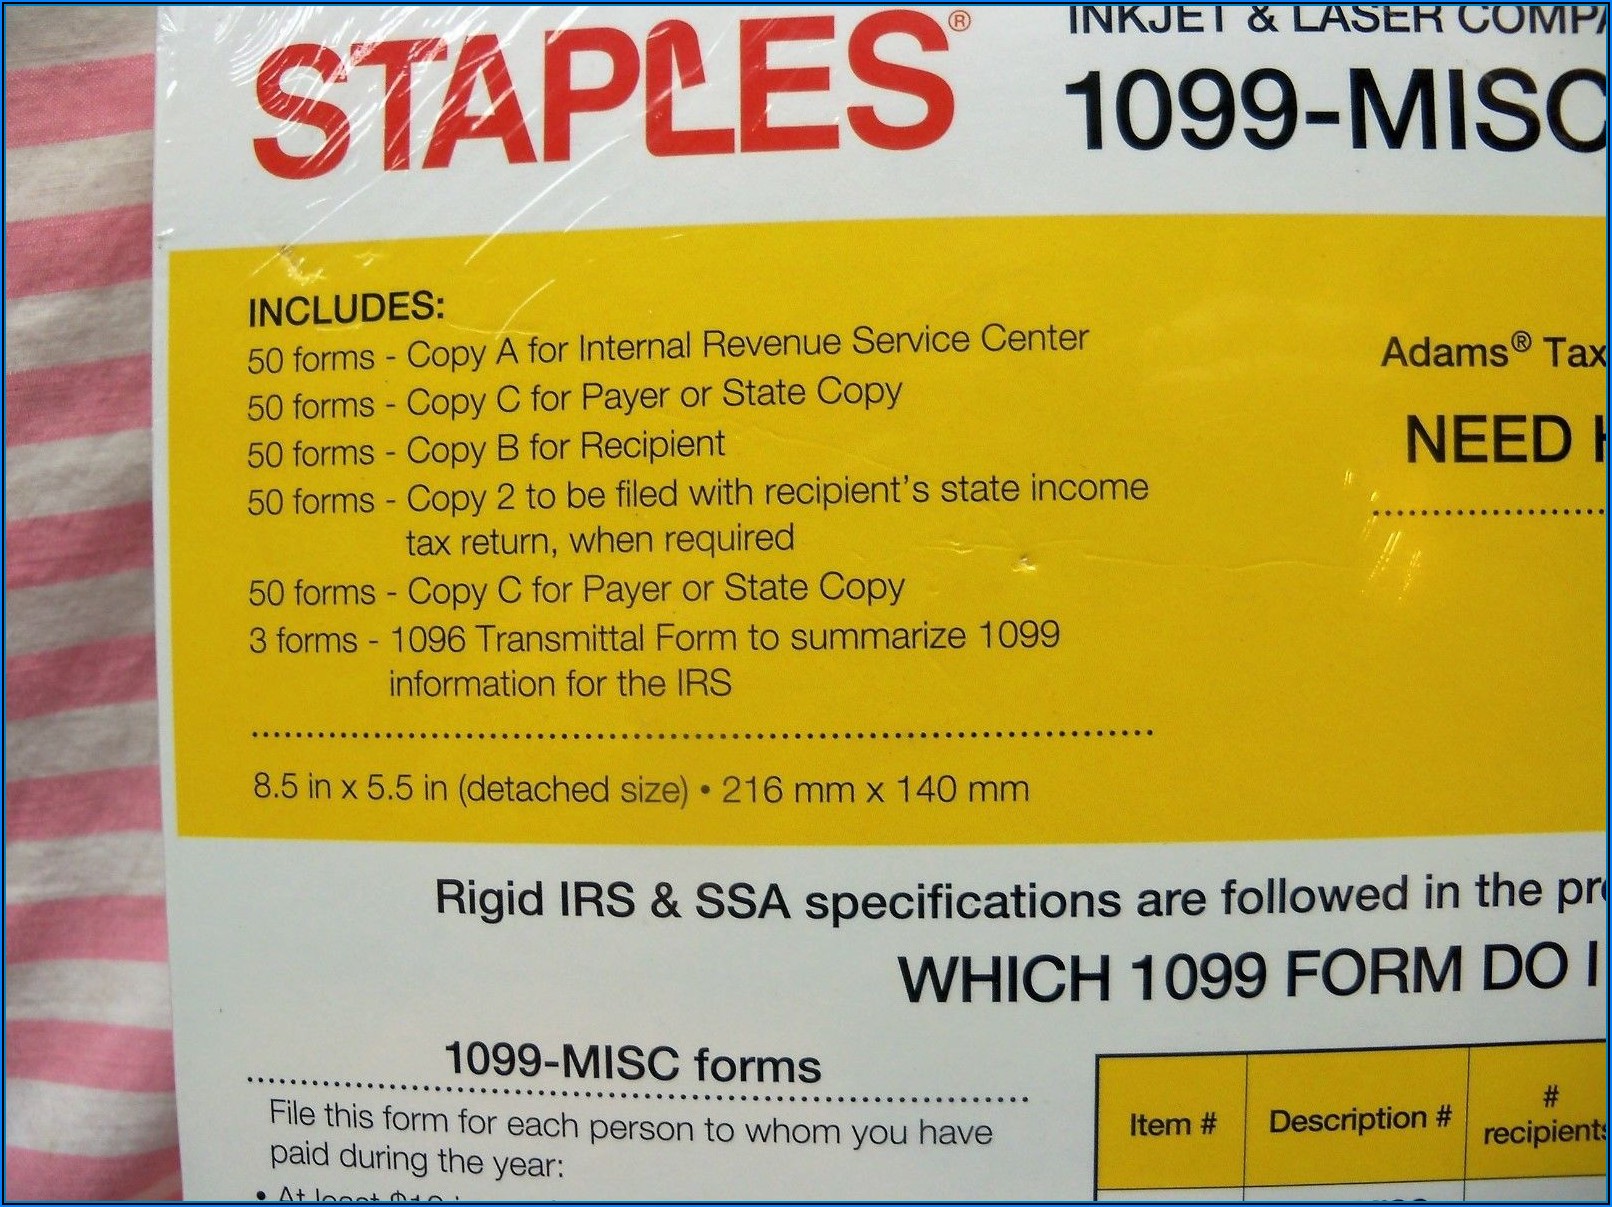 STAPLES®
INKJET & LASER
1099-MISC
INCLUDES:
50 forms - Copy A for Internal Revenue Service Center
50 forms - Copy C for Payer or State Copy
50 forms - Copy B for Recipient
50 forms - Copy 2 to be filed with recipient's state income
tax return, when required
50 forms - Copy C for Payer or State Copy
3 forms - 1096 Transmittal Form to summarize 1099
information for the IRS
8.5 in x 5.5 in (detached size) • 216 mm x 140 mm
Adams® Tax
NEED
Rigid IRS & SSA specifications are followed in the
WHICH 1099 FORM DO I
1099-MISC forms
File this form for each person to whom you have
paid during the year:
• At least
Item #
Description #
#
recipients